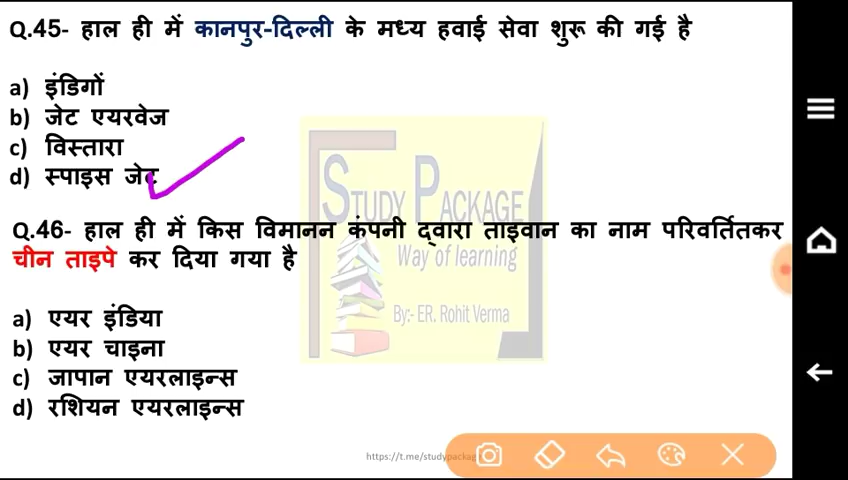 Q.45- हाल ही में कानपुर-दिल्ली के मध्य हवाई सेवा शुरू की गई है
a) इंडिगों
b) जेट एयरवेज
c) विस्तारा
d) स्पाइस जेट
STUDY PACKAGE
Q.46- हाल ही में किस विमानन कंपनी द्वारा ताइवान का नाम परिवर्तितकर
चीन ताइपे कर दिया गया है
Way of learning
By:- ER. Rohit Verma
a) एयर इंडिया
b) एयर चाइना
c) जापान एयरलाइन्स
d) रशियन एयरलाइन्स
https://t.me/studypackag